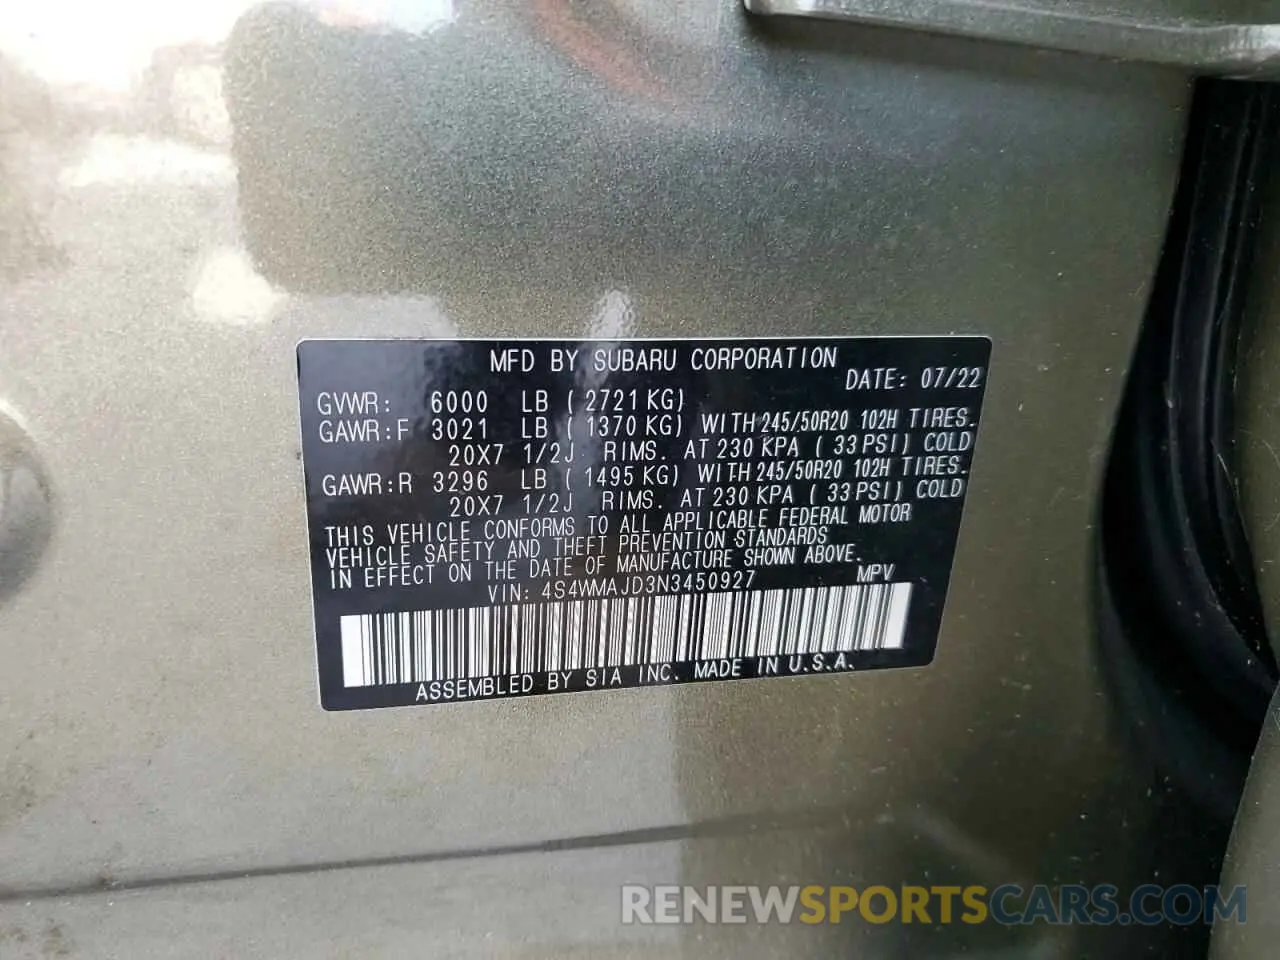 MFD BY SUBARU CORPORATION
DATE: 07/22
GVWR: 6000 LB ( 2721 KG)
GAWR:F 3021 LB ( 1370 KG) WITH 245/50R20 102H TIRES.
20X7 1/2J RIMS. AT 230 KPA ( 33 PSI) COLD
GAWR:R 3296 LB ( 1495 KG) WITH 245/50R20 102H TIRES.
20X7 1/2J RIMS. AT 230 KPA ( 33 PSI) COLD
THIS VEHICLE CONFORMS TO ALL APPLICABLE FEDERAL MOTOR
VEHICLE SAFETY AND THEFT PREVENTION STANDARDS
IN EFFECT ON THE DATE OF MANUFACTURE SHOWN ABOVE.
VIN: 4S4WMAJD3N3450927 MPV
ASSEMBLED BY SIA INC. MADE IN U.S.A.
RENEWSPORTSCARS.COM